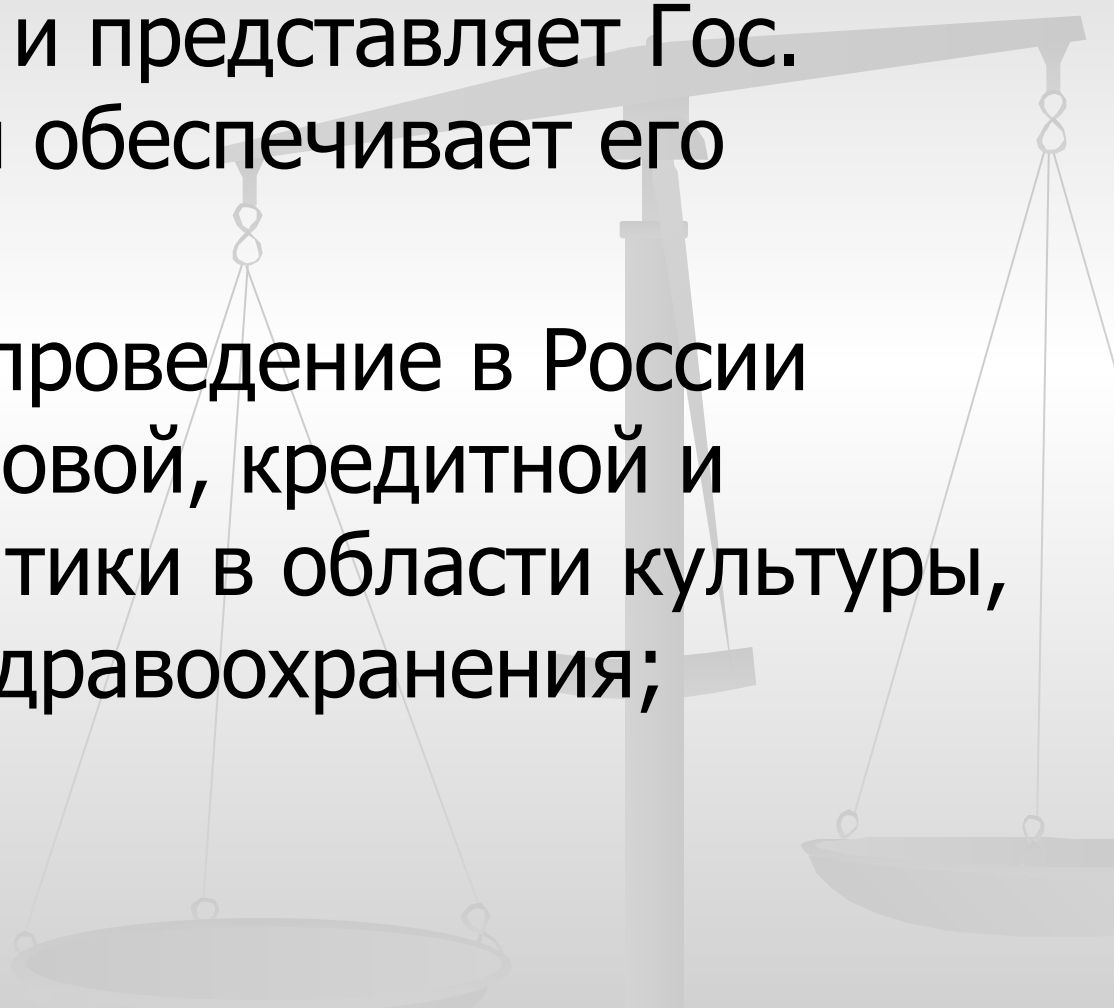 и представляет Гос.
обеспечивает его
проведение в России
овой, кредитной и
тики в области культуры,
дравоохранения;